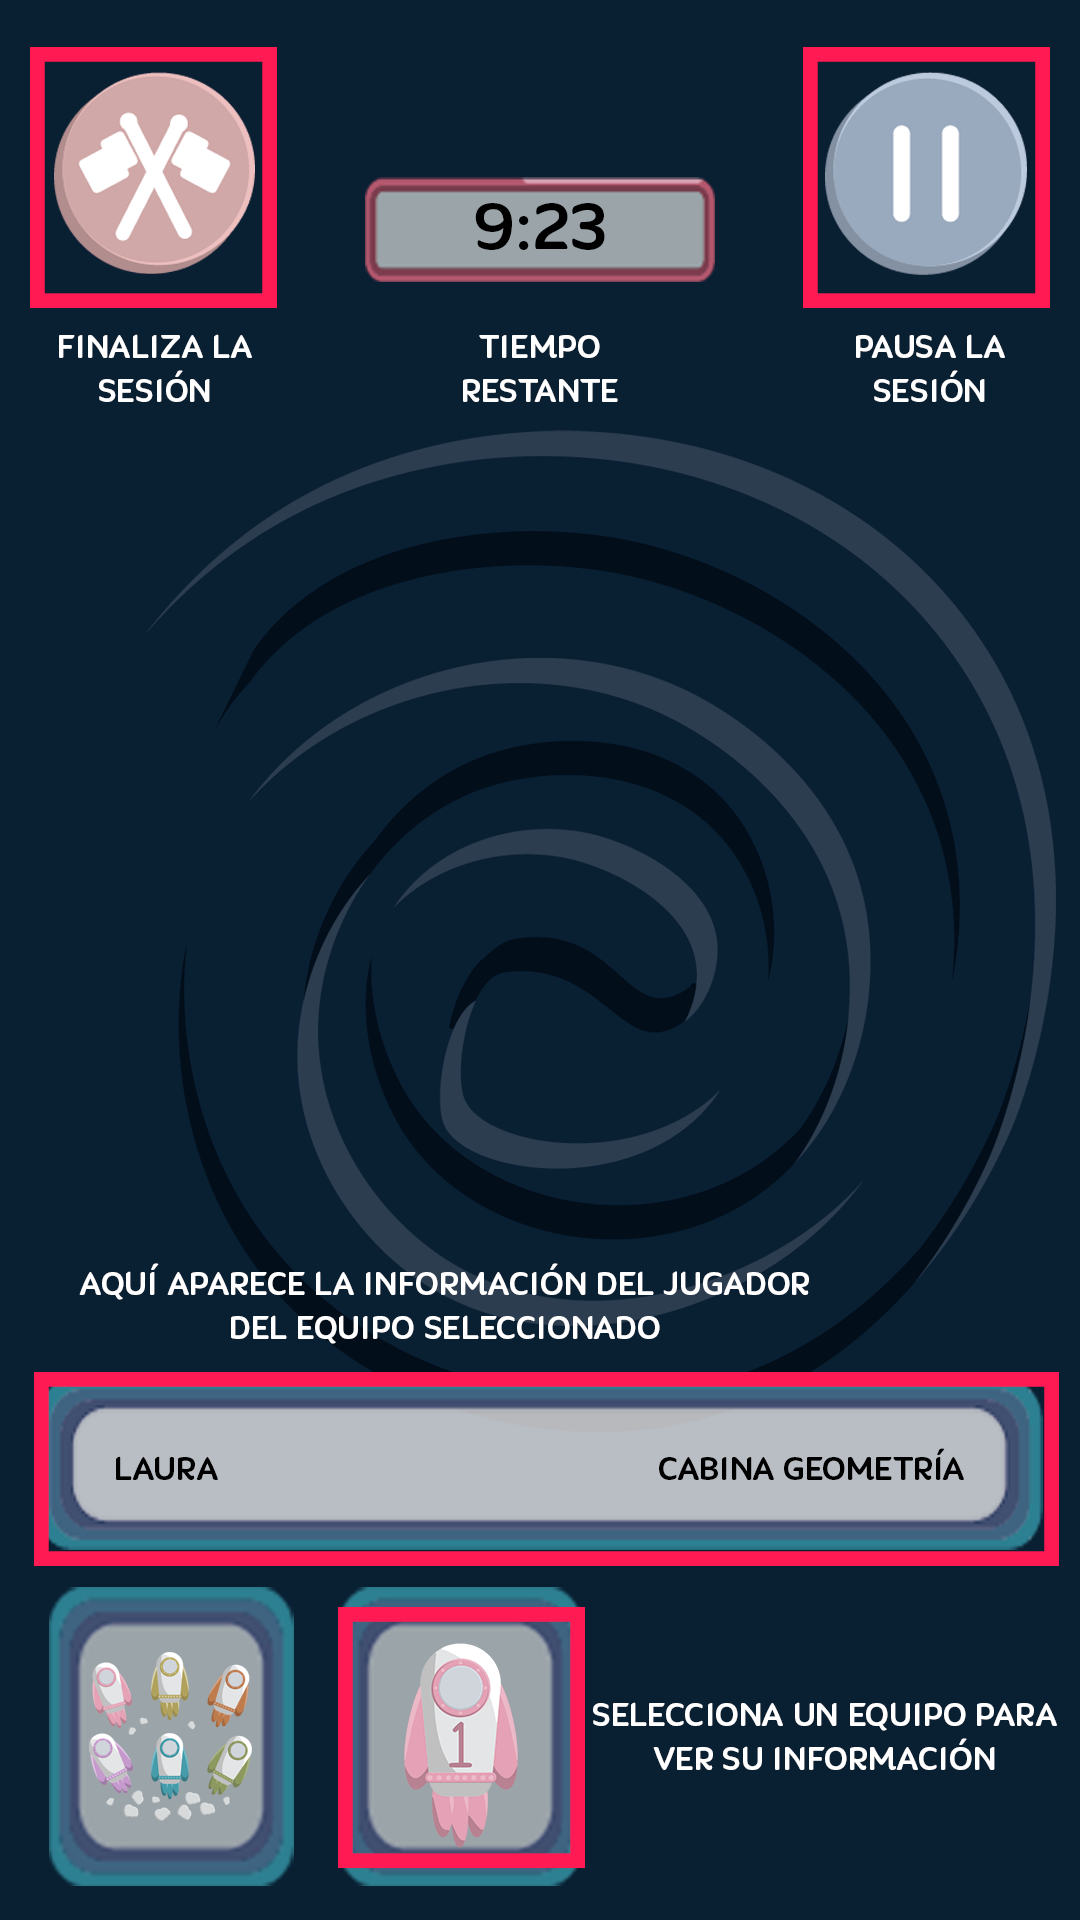 9:23
FINALIZA LA
SESIÓN
TIEMPO
RESTANTE
PAUSA LA
SESIÓN
AQUÍ APARECE LA INFORMACIÓN DEL JUGADOR
DEL EQUIPO SELECCIONADO
LAURA
CABINA GEOMETRÍA
1
SELECCIONA UN EQUIPO PARA
VER SU INFORMACIÓN